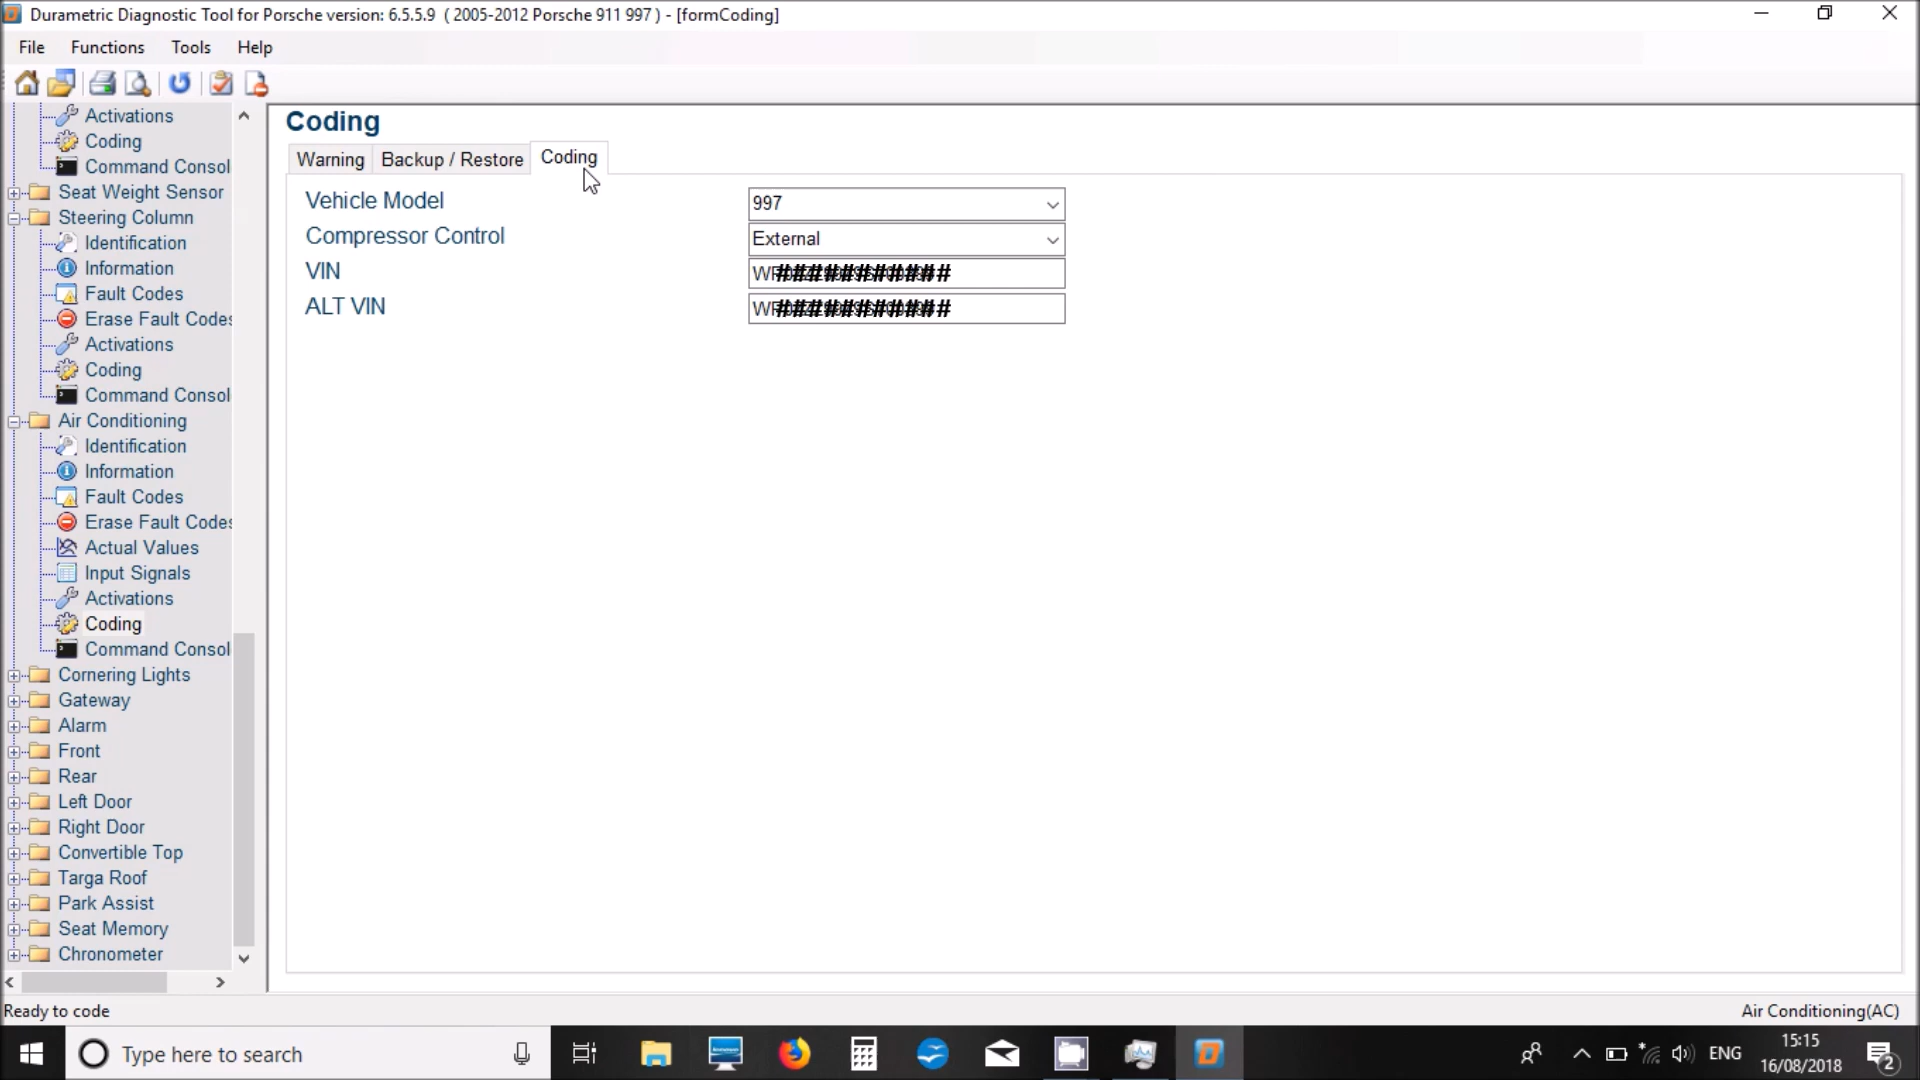 Durametric Diagnostic Tool for Porsche version: 6.5.5.9 ( 2005-2012 Porsche 911 997 ) - [formCoding]
File Functions Tools Help
Activations
Coding
Command Consol
Seat Weight Sensor
Steering Column
Identification
Information
Fault Codes
Erase Fault Codes
Activations
Coding
Command Consol
Air Conditioning
Identification
Information
Fault Codes
Erase Fault Codes
Actual Values
Input Signals
Activations
Coding
Command Consol
Cornering Lights
Gateway
Alarm
Front
Rear
Left Door
Right Door
Convertible Top
Targa Roof
Park Assist
Seat Memory
Chronometer
Coding
Warning Backup / Restore Coding
Vehicle Model 997
Compressor Control External
VIN ###########
ALT VIN ###########
Ready to code Air Conditioning(AC)
Type here to search
ENG
15:15
16/08/2018
2